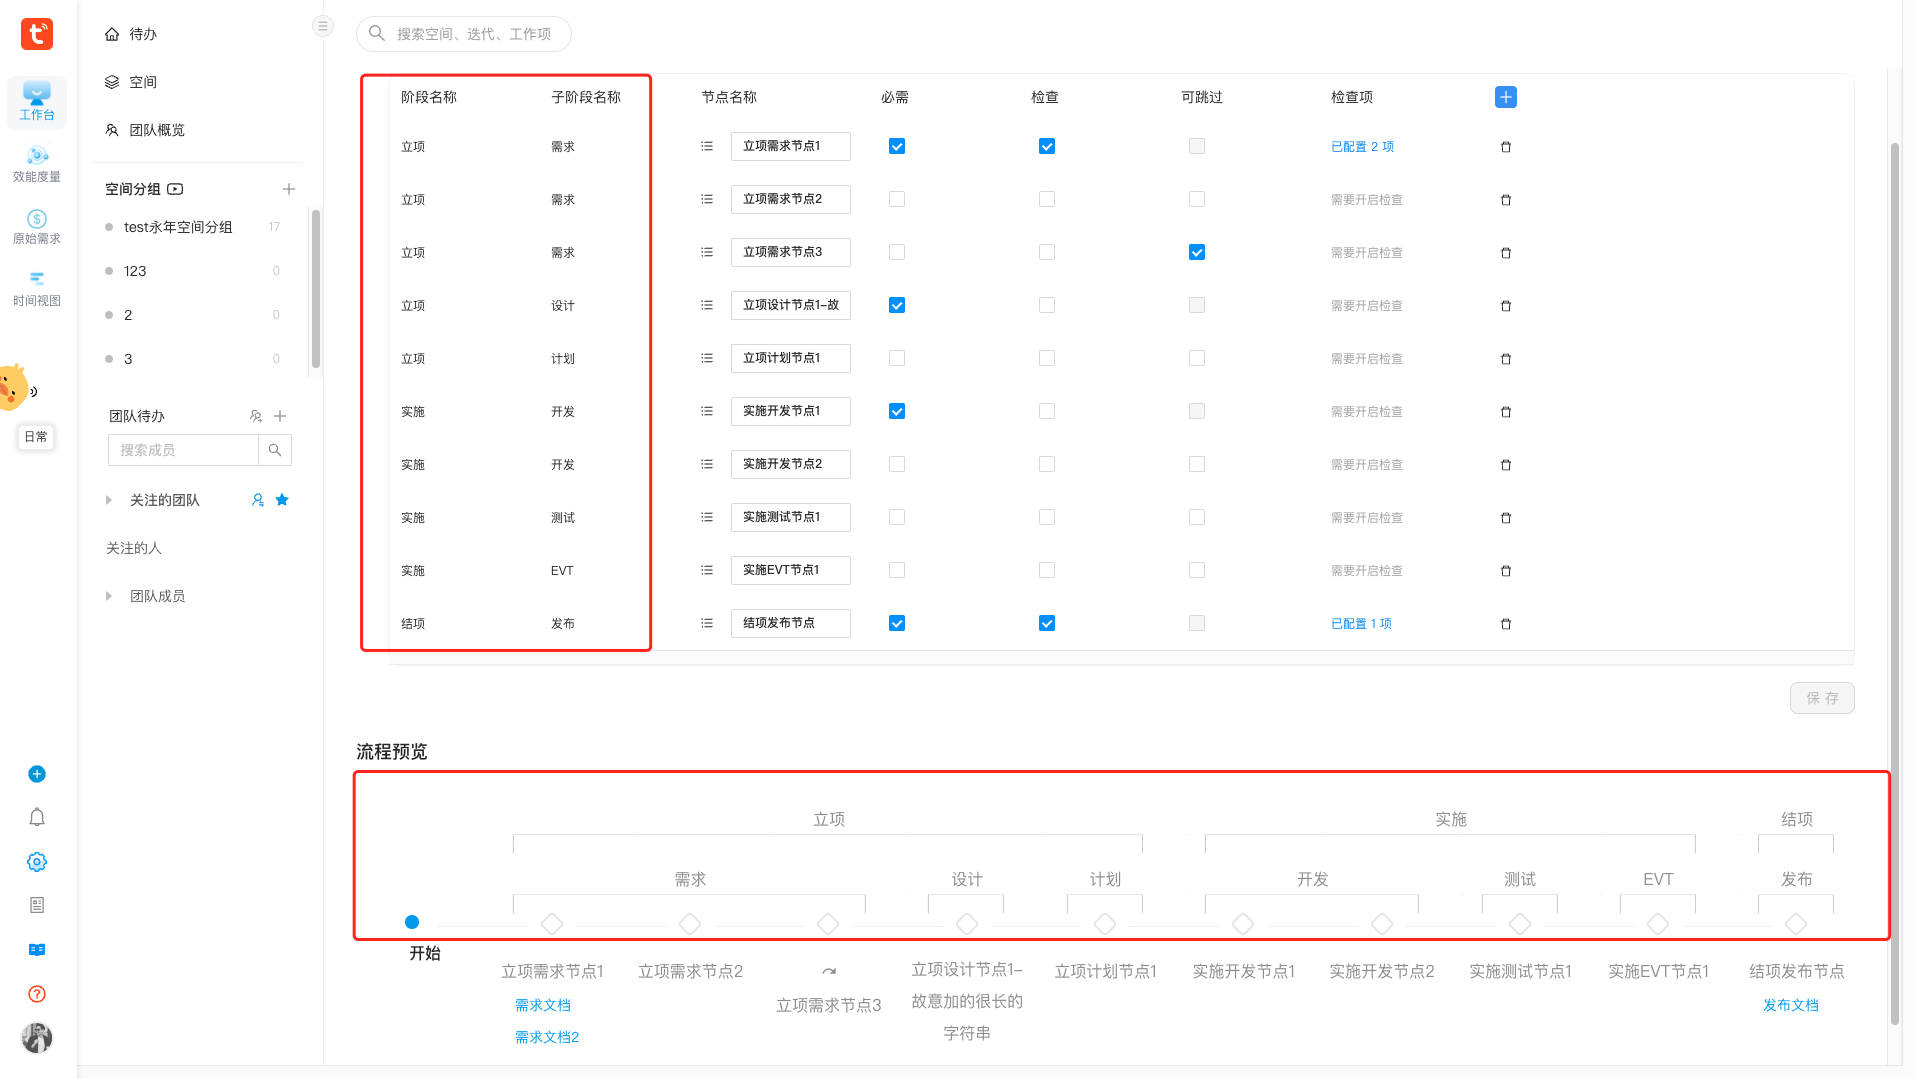 工作台
效能度量
原始需求
时间视图
日常
待办
空间
团队概览
空间分组
test永年空间分组 17
123 0
2 0
3 0
团队待办
搜索成员
关注的团队
关注的人
团队成员
搜索空间、迭代、工作项
阶段名称 子阶段名称 节点名称 必需 检查 可跳过 检查项
立项 需求 立项需求节点1 已配置 2 项
立项 需求 立项需求节点2 需要开启检查
立项 需求 立项需求节点3 需要开启检查
立项 设计 立项设计节点1-故 需要开启检查
立项 计划 立项计划节点1 需要开启检查
实施 开发 实施开发节点1 需要开启检查
实施 开发 实施开发节点2 需要开启检查
实施 测试 实施测试节点1 需要开启检查
实施 EVT 实施EVT节点1 需要开启检查
结项 发布 结项发布节点 已配置 1 项
保 存
流程预览
立项 实施 结项
需求 设计 计划 开发 测试 EVT 发布
开始
立项需求节点1
需求文档
需求文档2
立项需求节点2
立项需求节点3
立项设计节点1-
故意加的很长的
字符串
立项计划节点1
实施开发节点1
实施开发节点2
实施测试节点1
实施EVT节点1
结项发布节点
发布文档